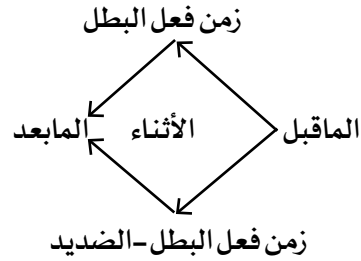 زمن فعل البطل
الماقبل الأثناء المابعد
زمن فعل البطل-الضديد